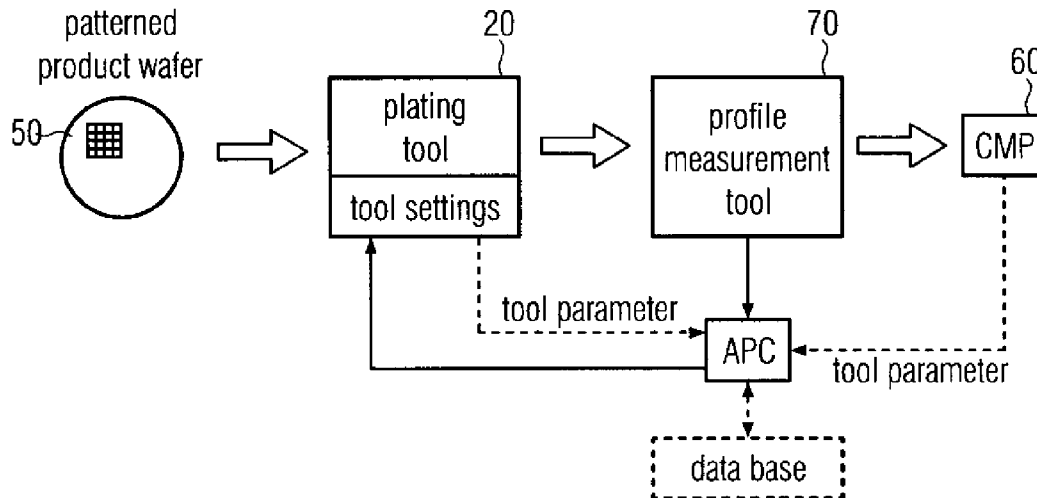 patterned
product wafer
50
20
plating
tool
tool settings
70
profile
measurement
tool
60
CMP
tool parameter
APC
tool parameter
data base